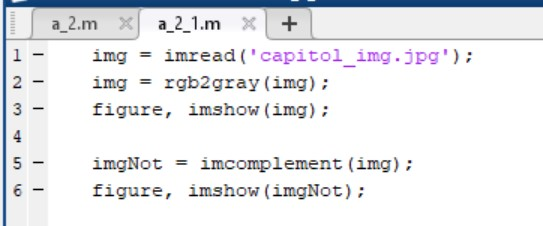 a_2.m × a_2_1.m × +
1 - img = imread('capitol_img.jpg');
2 - img = rgb2gray(img);
3 - figure, imshow(img);
4
5 - imgNot = imcomplement(img);
6 - figure, imshow(imgNot);